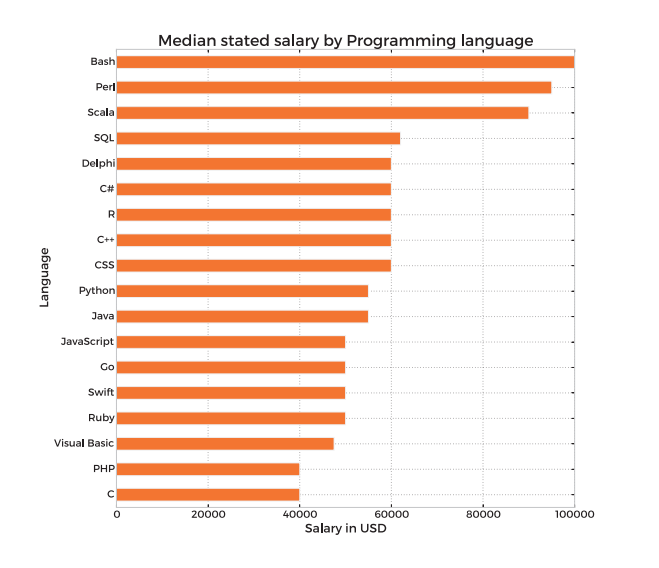 Median stated salary by Programming language
Bash
Perl
Scala
SQL
Delphi
C#
R
C++
CSS
Python
Java
JavaScript
Go
Swift
Ruby
Visual Basic
PHP
C
Language
0 20000 40000 60000 80000 100000
Salary in USD